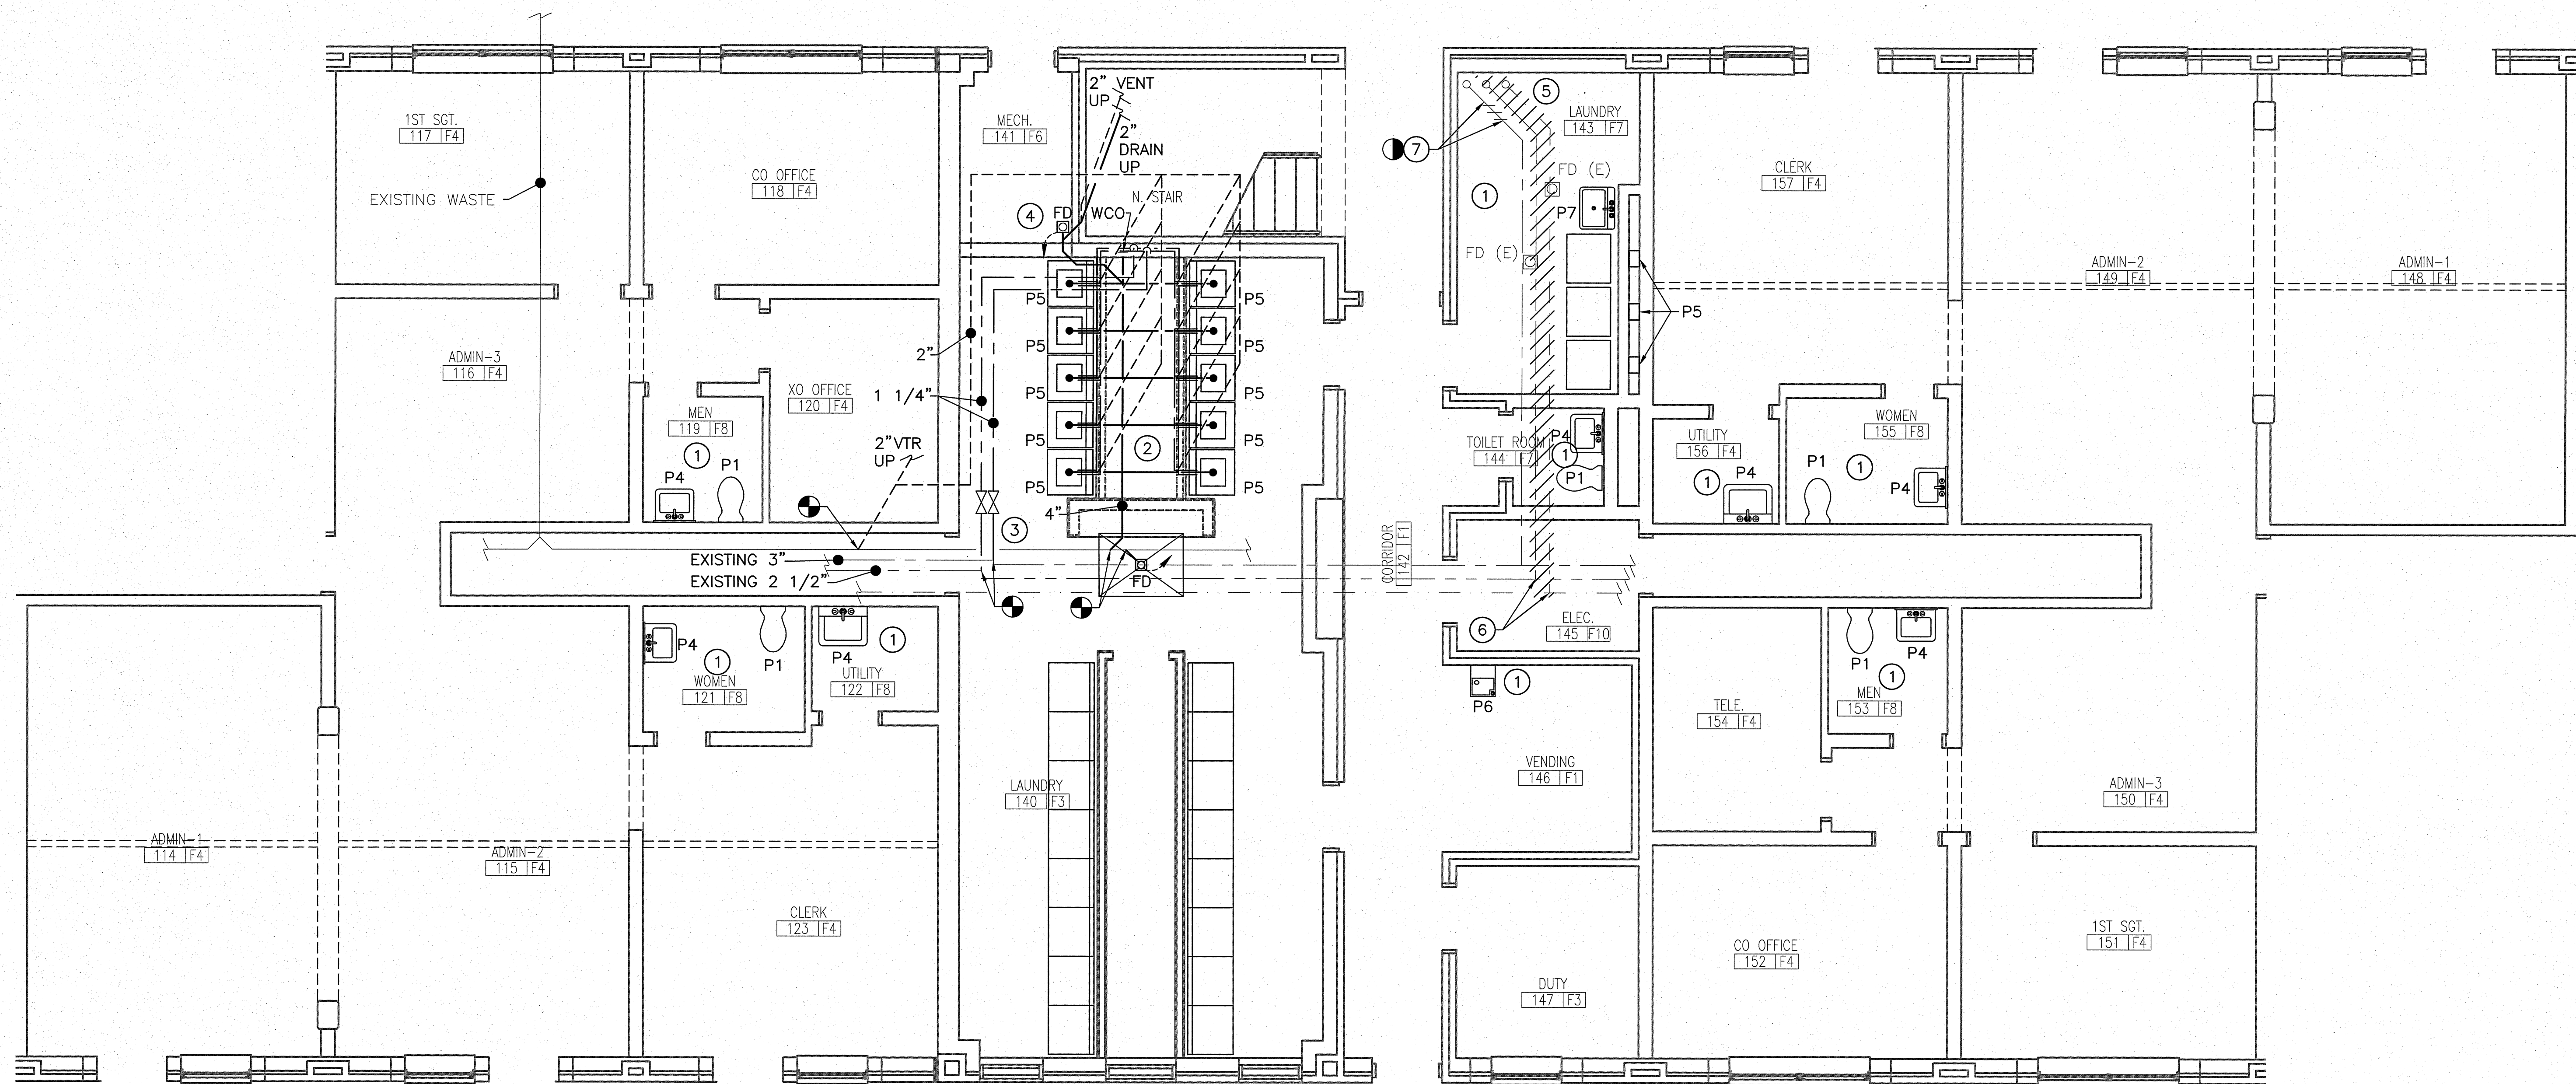 1ST SGT.
117 F4
EXISTING WASTE
CO OFFICE
118 F4
MECH.
141 F6
2" VENT
UP
2"
DRAIN
UP
N. STAIR
4
FD
WCO
5
LAUNDRY
143 F7
7
1
FD (E)
P7
FD (E)
P5
CLERK
157 F4
ADMIN-2
149 F4
ADMIN-1
148 F4
ADMIN-3
116 F4
MEN
119 F8
1
P4
P1
XO OFFICE
120 F4
2"
1 1/4"
2"VTR
UP
P5
P5
P5
P5
P5
P5
P5
P5
P5
P5
2
3
4"
EXISTING 3"
EXISTING 2 1/2"
FD
CORRIDOR
142 F1
TOILET ROOM
144 F7
P4
1
P1
UTILITY
156 F4
1
P4
WOMEN
155 F8
P1
1
P4
6
ELEC.
145 F10
P4
1
WOMEN
121 F8
P1
P4
1
UTILITY
122 F8
P6
1
TELE.
154 F4
P1
P4
1
MEN
153 F8
VENDING
146 F1
LAUNDRY
140 F3
ADMIN-3
150 F4
ADMIN-1
114 F4
ADMIN-2
115 F4
CLERK
123 F4
CO OFFICE
152 F4
1ST SGT.
151 F4
DUTY
147 F3